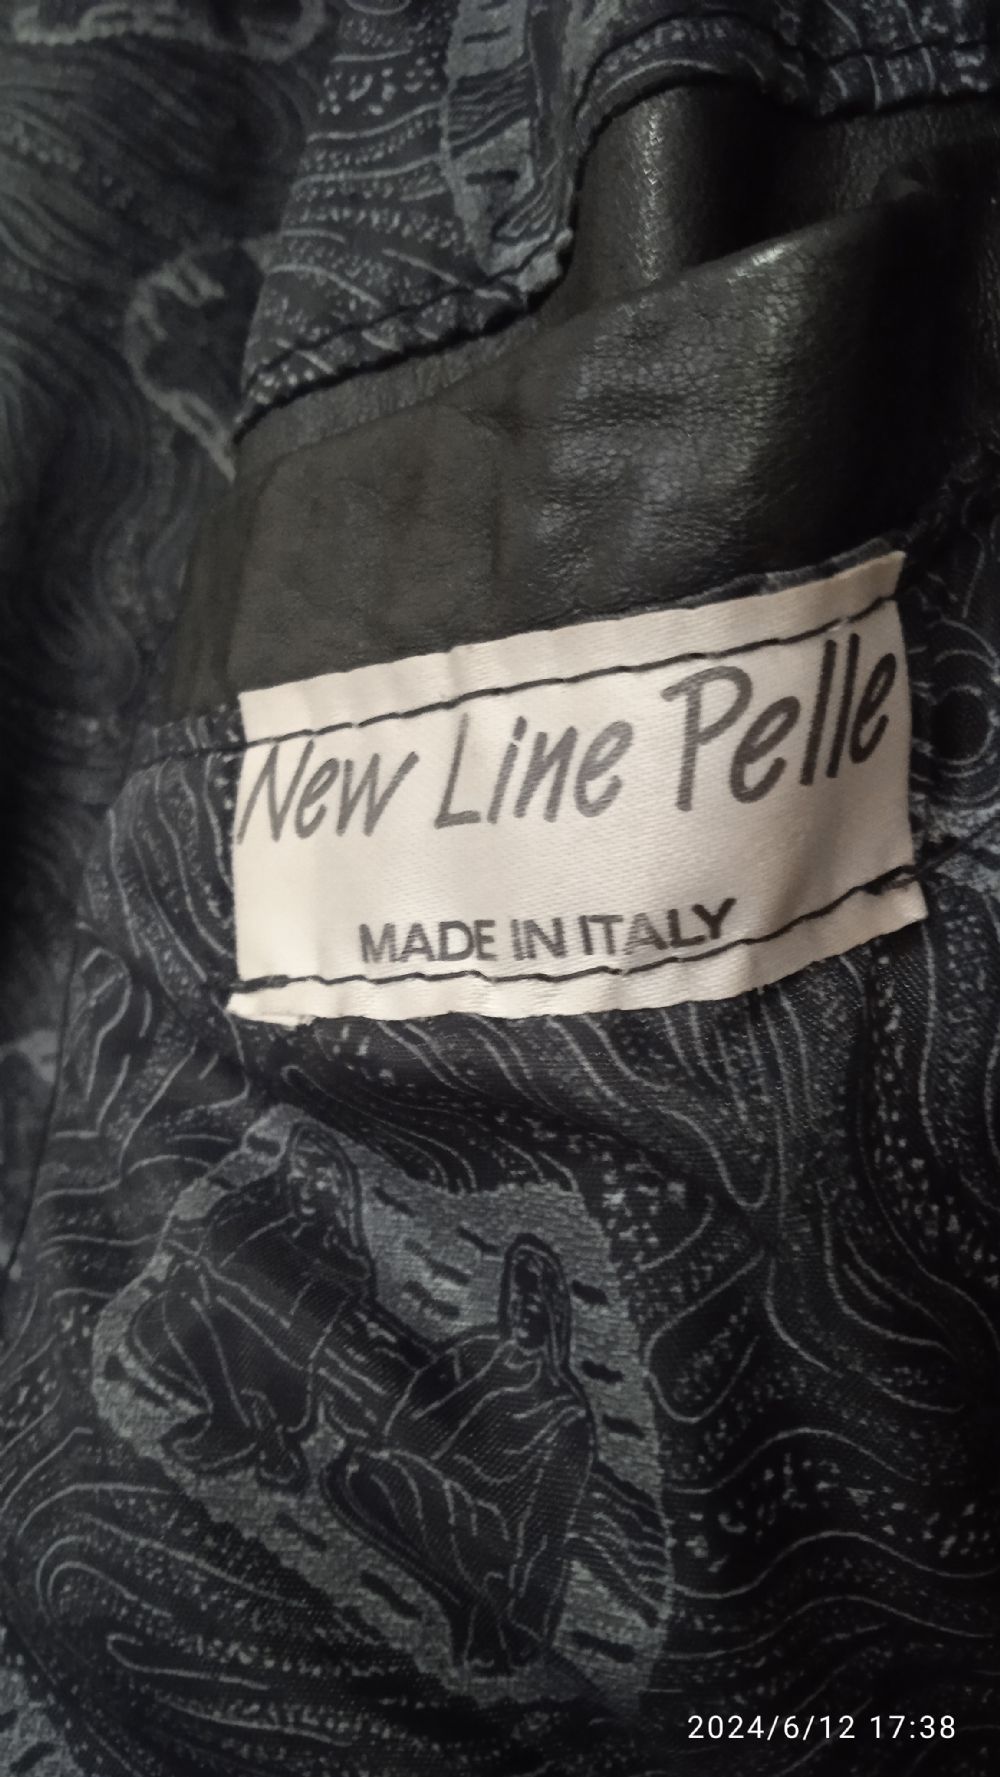 New Line Pelle
MADE IN ITALY
2024/6/12 17:38